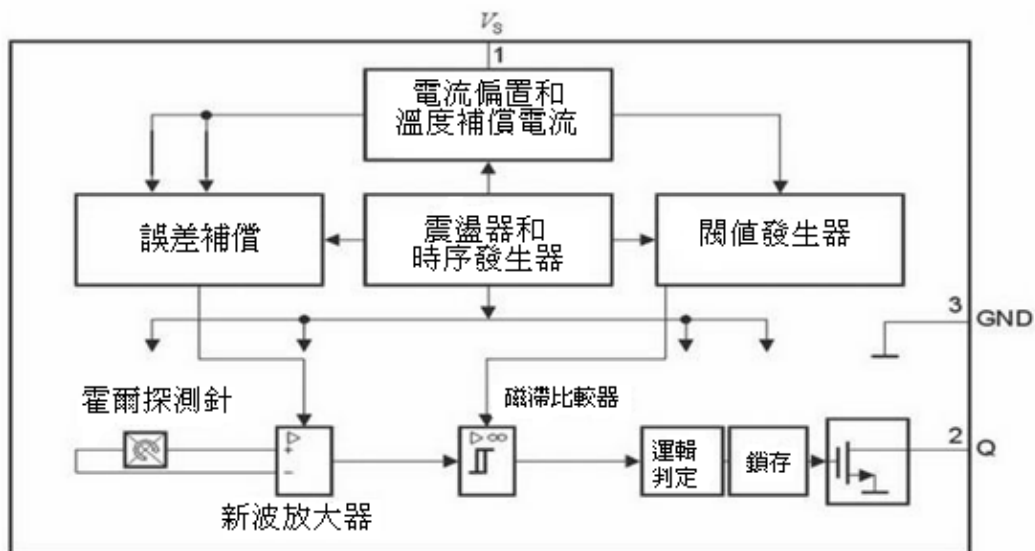 Vs
1
電流偏置和
溫度補償電流
誤差補償
震盪器和
時序發生器
閥值發生器
3
GND
霍爾探測針
磁滯比較器
+
−
∞
運輯
判定
鎖存
2
Q
新波放大器